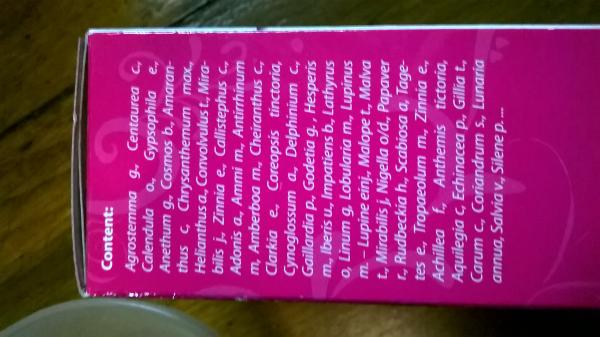 Content:
Agrostemma g., Centaurea c.,
Calendula o., Gypsophila e.,
Anethum g., Cosmos b., Amaran-
thus c, Chrysanthemum max.,
Helianthus a., Convolvulus t., Mira-
bilis j., Zinnia e., Callistephus c.,
Adonis a., Ammi m., Antirrhinum
m., Amberboa m., Cheiranthus c.,
Clarkia e., Coreopsis tinctoria,
Cynoglossum a., Delphinium c.,
Gaillardia p., Godetia g. , Hesperis
m., Iberis u, Impatiens b., Lathyrus
o, Linum g, Lobularia m., Lupinus
m. – Lupine einj., Malope t., Malva
t., Mirabilis j, Nigella o/d., Papaver
r, Rudbeckia h., Scabiosa a, Tage-
tes e., Tropaeolum m., Zinnia e.,
Achillea f., Anthemis tictoria,
Aquilegia c, Echinacea p, Gillia t.,
Carum c., Coriandrum s., Lunaria
annua, Salvia v., Silene p. ...